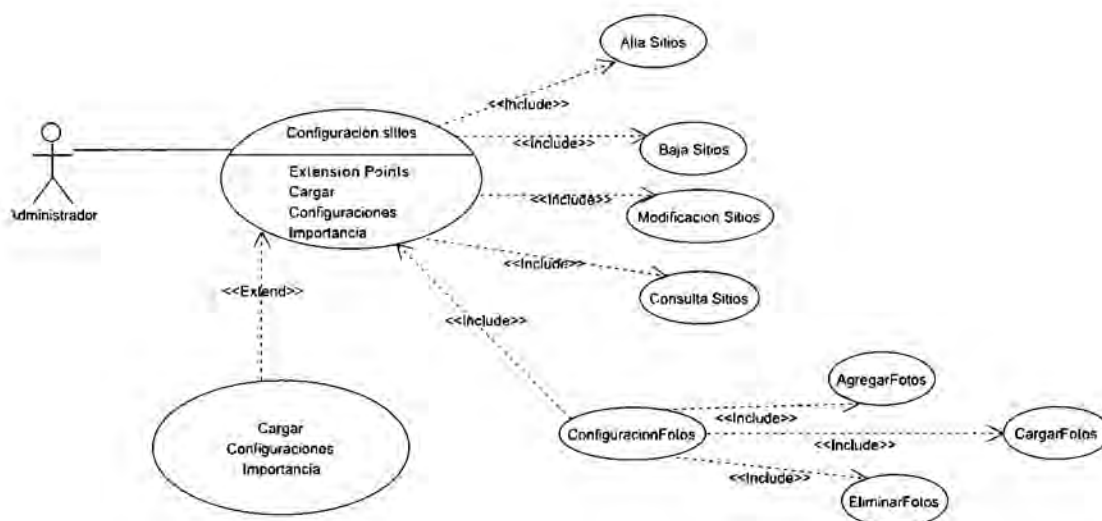 Alta Sitios
<<Include>>
Configuración sitios
<<Include>>
Baja Sitios
Extension Points
Cargar
Configuraciones
Importancia
<<Include>>
Modificacion Sitios
Administrador
<<Include>>
Consulta Sitios
<<Extend>>
<<Include>>
AgregarFotos
<<Include>>
ConfiguracionFotos
<<Include>>
CargarFotos
Cargar
Configuraciones
Importancia
<<Include>>
EliminarFotos